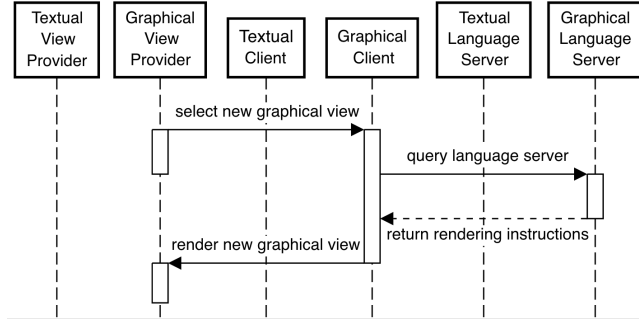 Textual
View
Provider
Graphical
View
Provider
Textual
Client
Graphical
Client
Textual
Language
Server
Graphical
Language
Server
select new graphical view
query language server
return rendering instructions
render new graphical view